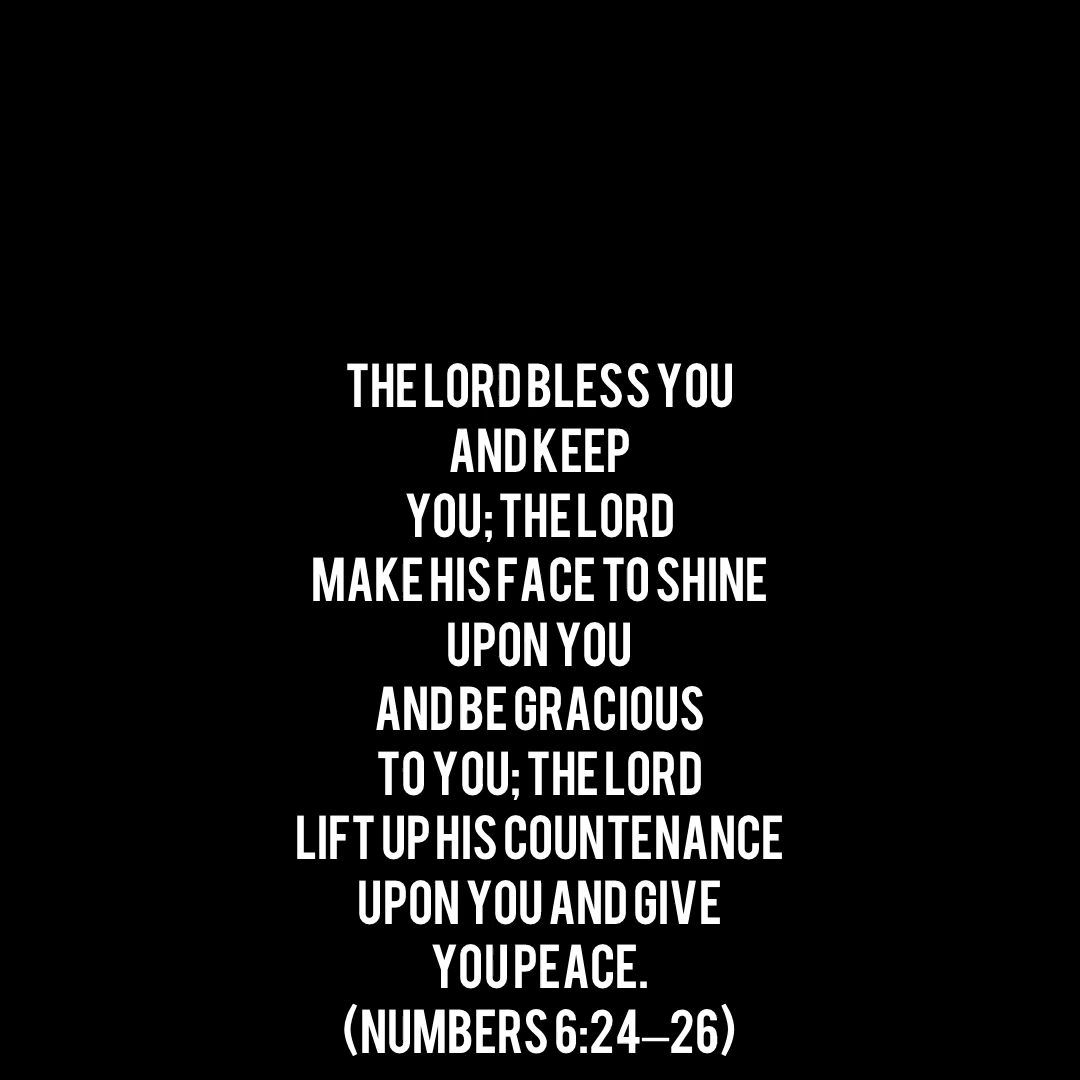 THE LORD BLESS YOU
AND KEEP
YOU; THE LORD
MAKE HIS FACE TO SHINE
UPON YOU
AND BE GRACIOUS
TO YOU; THE LORD
LIFT UP HIS COUNTENANCE
UPON YOU AND GIVE
YOU PEACE.
(NUMBERS 6:24–26)